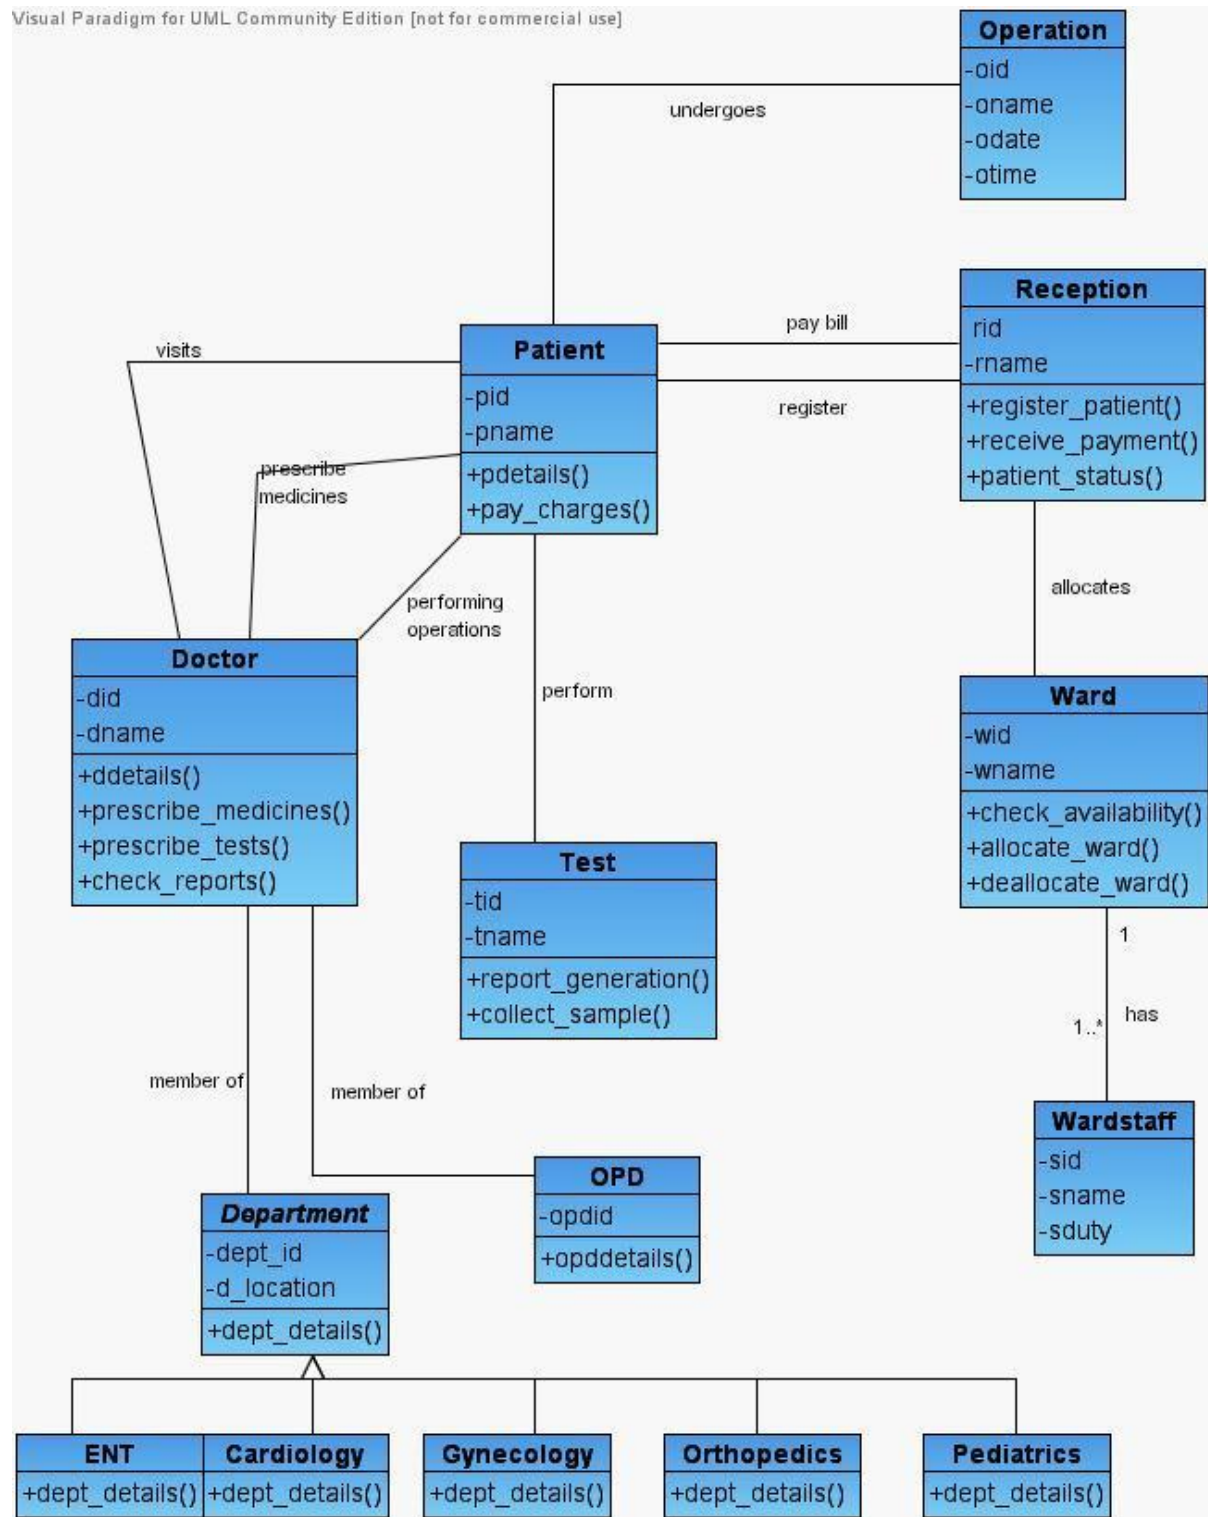 Visual Paradigm for UML Community Edition [not for commercial use]
Operation
-oid
-oname
-odate
-otime
undergoes
Reception
rid
-rname
+register_patient()
+receive_payment()
+patient_status()
pay bill
register
Patient
-pid
-pname
+pdetails()
+pay_charges()
visits
prescribe
medicines
performing
operations
perform
allocates
Doctor
-did
-dname
+ddetails()
+prescribe_medicines()
+prescribe_tests()
+check_reports()
Ward
-wid
-wname
+check_availability()
+allocate_ward()
+deallocate_ward()
Test
-tid
-tname
+report_generation()
+collect_sample()
1
1..*
has
member of
member of
Wardstaff
-sid
-sname
-sduty
OPD
-opdid
+opddetails()
Department
-dept_id
-d_location
+dept_details()
ENT
+dept_details()
Cardiology
+dept_details()
Gynecology
+dept_details()
Orthopedics
+dept_details()
Pediatrics
+dept_details()